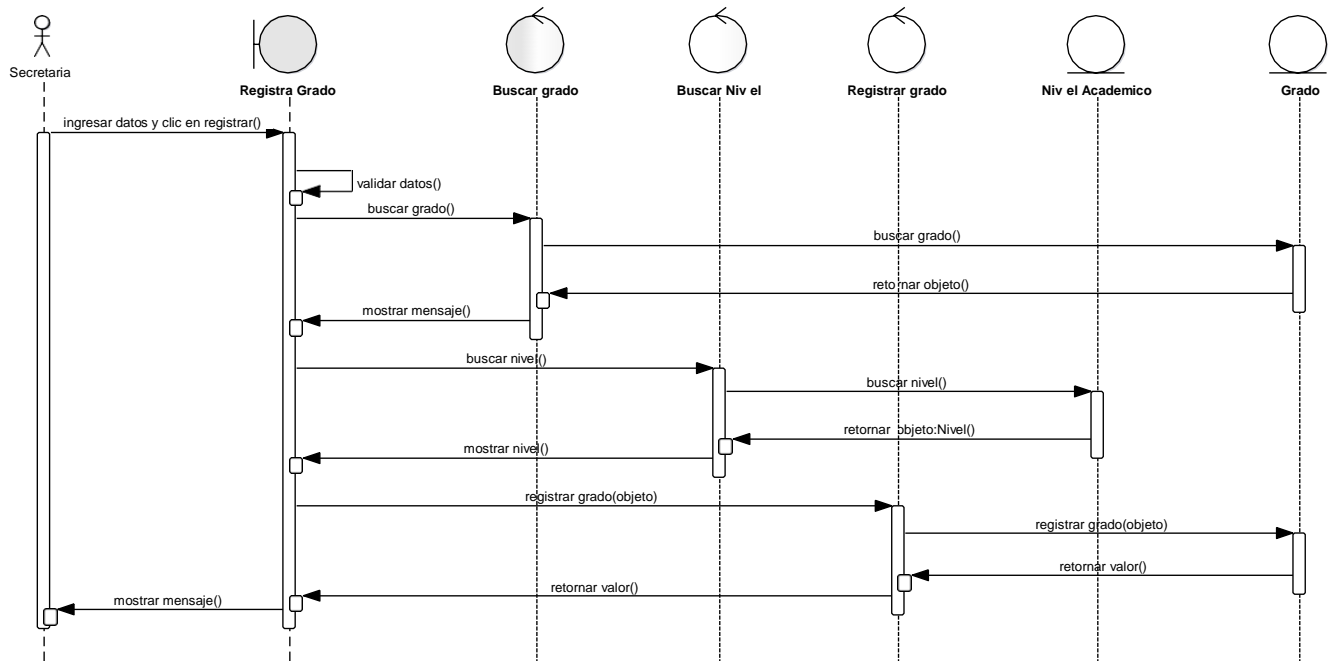 Secretaria
Registra Grado
Buscar grado
Buscar Niv el
Registrar grado
Niv el Academico
Grado
ingresar datos y clic en registrar()
validar datos()
buscar grado()
buscar grado()
retornar objeto()
mostrar mensaje()
buscar nivel()
buscar nivel()
retornar objeto:Nivel()
mostrar nivel()
registrar grado(objeto)
registrar grado(objeto)
retornar valor()
retornar valor()
mostrar mensaje()